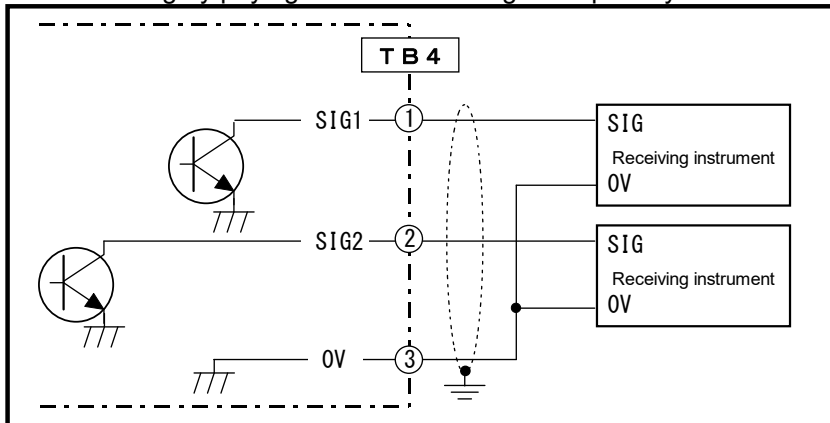 TB4
SIG1
1
SIG
Receiving instrument
0V
SIG2
2
SIG
Receiving instrument
0V
0V
3